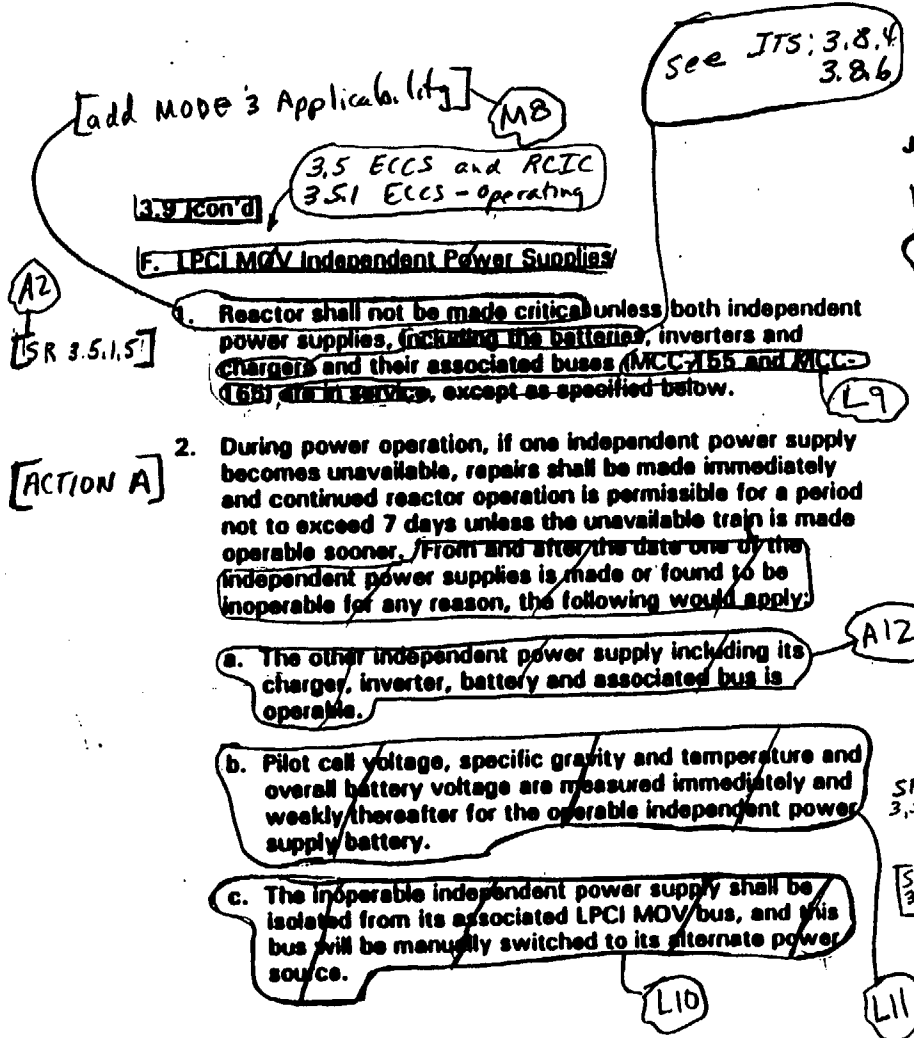 see ITS: 3.8.4
3.8.6
[add MODE 3 Applicability]
M8
3.5 ECCS and RCIC
3.5.1 ECCS - operating
3.9 (con'd)
F. LPCI MOV Independent Power Supplies
A2
[SR 3.5.1.5]
1. Reactor shall not be made critical unless both independent
power supplies, including the batteries, inverters and
chargers and their associated buses (MCC-155 and MCC-
165) are in service, except as specified below.
L9
[ACTION A]
2. During power operation, if one independent power supply
becomes unavailable, repairs shall be made immediately
and continued reactor operation is permissible for a period
not to exceed 7 days unless the unavailable train is made
operable sooner. From and after the date one of the
independent power supplies is made or found to be
inoperable for any reason, the following would apply:
a. The other independent power supply including its
charger, inverter, battery and associated bus is
operable.
A12
b. Pilot cell voltage, specific gravity and temperature and
overall battery voltage are measured immediately and
weekly thereafter for the operable independent power
supply battery.
c. The inoperable independent power supply shall be
isolated from its associated LPCI MOV bus, and this
bus will be manually switched to its alternate power
source.
L10
L11